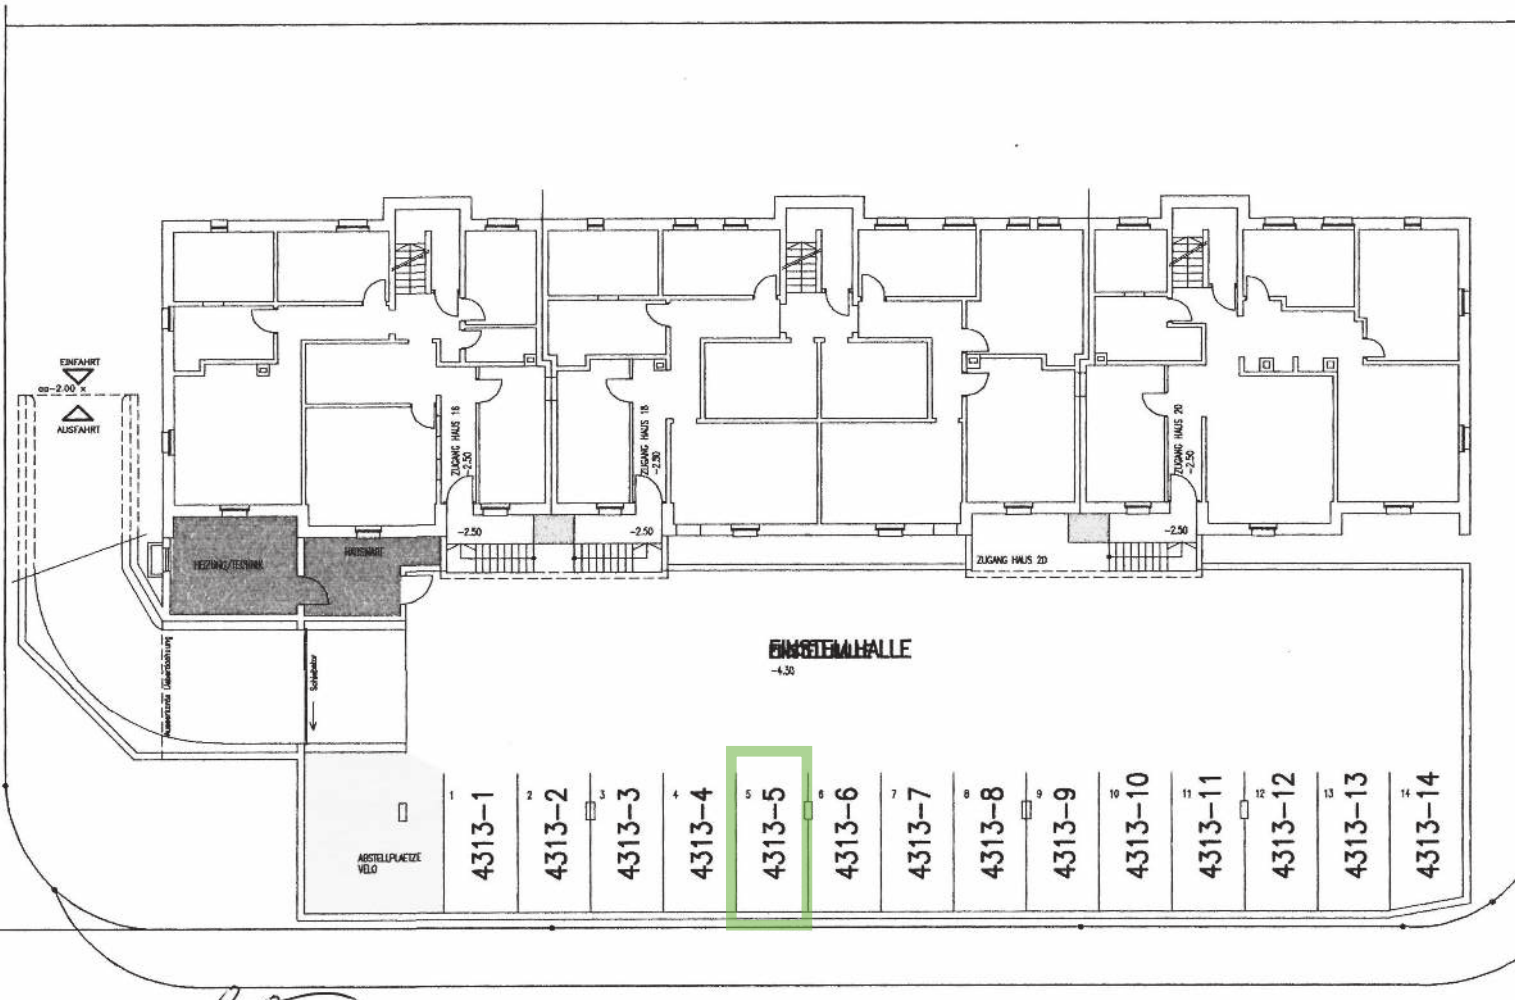 EINFAHRT
ca-2.00 x
AUSFAHRT
ZUGANG HAUS 16
-2.50
ZUGANG HAUS 18
-2.50
ZUGANG HAUS 20
-2.50
-2.50
-2.50
-2.50
HEIZUNG/TECHNIK
HAUSWART
ZUGANG HAUS 20
Schiebetor
EINSTELLHALLE
-4.30
ABSTELLPLAETZE
VELO
1 4313-1
2 4313-2
3 4313-3
4 4313-4
5 4313-5
6 4313-6
7 4313-7
8 4313-8
9 4313-9
10 4313-10
11 4313-11
12 4313-12
13 4313-13
14 4313-14